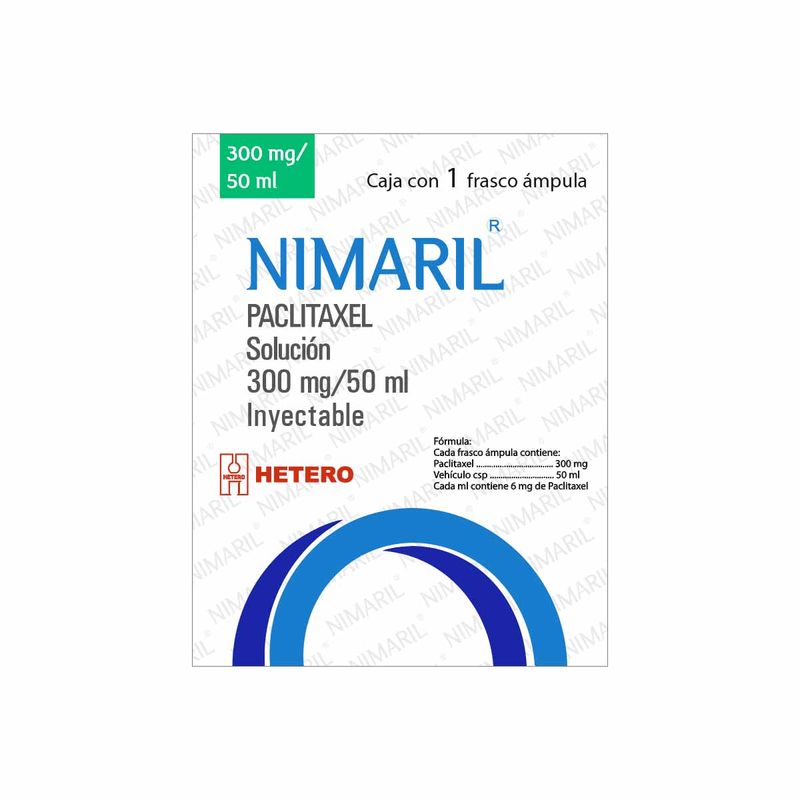 300 mg/
50 ml
Caja con 1 frasco ámpula
NIMARIL®
PACLITAXEL
Solución
300 mg/50 ml
Inyectable
HETERO
HETERO
Fórmula:
Cada frasco ámpula contiene:
Paclitaxel .................................. 300 mg
Vehículo csp ............................ 50 ml
Cada ml contiene 6 mg de Paclitaxel